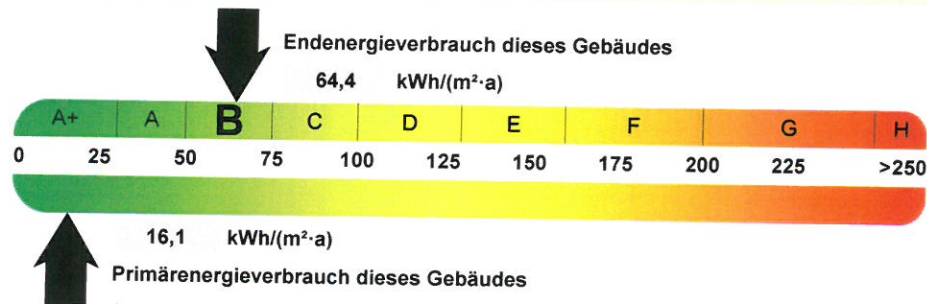 Endenergieverbrauch dieses Gebäudes
64,4 kWh/(m²·a)
A+ A B C D E F G H
0 25 50 75 100 125 150 175 200 225 >250
16,1 kWh/(m²·a)
Primärenergieverbrauch dieses Gebäudes